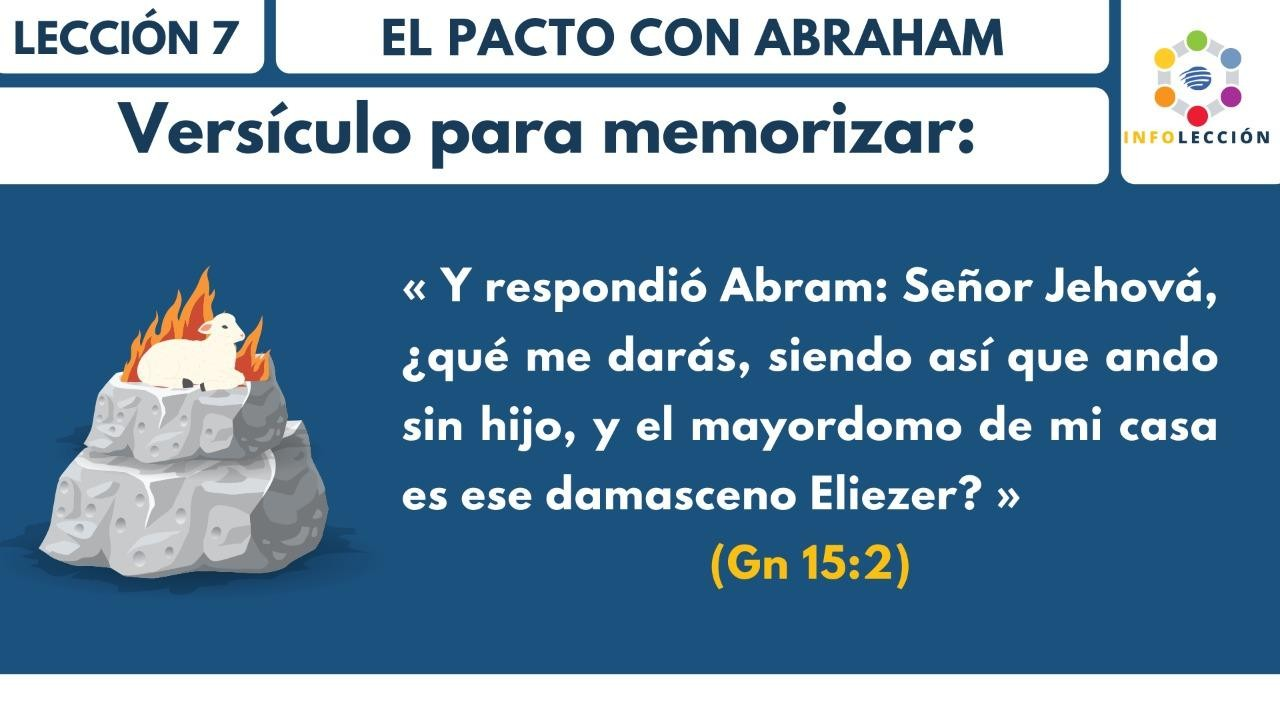 LECCIÓN 7
EL PACTO CON ABRAHAM
Versículo para memorizar:
INFOLECCIÓN
« Y respondió Abram: Señor Jehová,
¿qué me darás, siendo así que ando
sin hijo, y el mayordomo de mi casa
es ese damasceno Eliezer? »
(Gn 15:2)